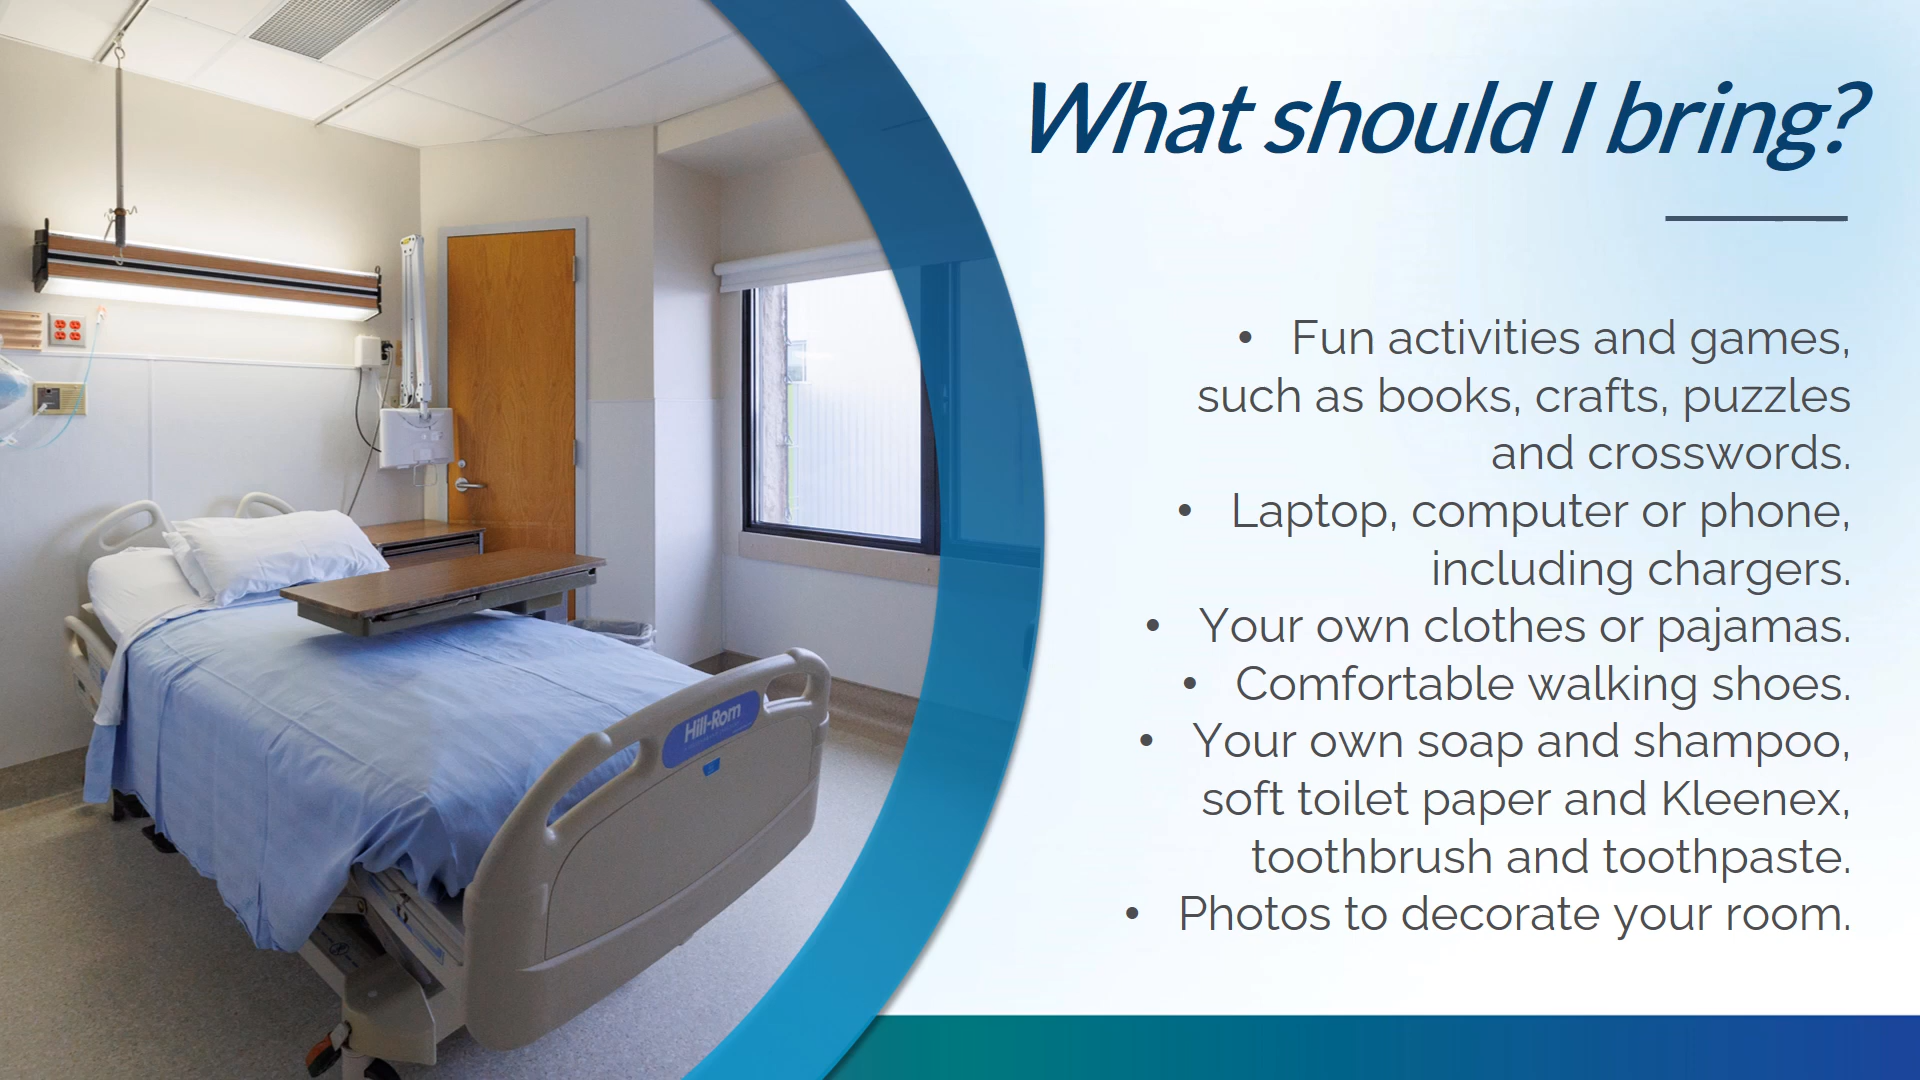 What should I bring?
• Fun activities and games,
such as books, crafts, puzzles
and crosswords.
• Laptop, computer or phone,
including chargers.
• Your own clothes or pajamas.
• Comfortable walking shoes.
• Your own soap and shampoo,
soft toilet paper and Kleenex,
toothbrush and toothpaste.
• Photos to decorate your room.
Hill-Rom